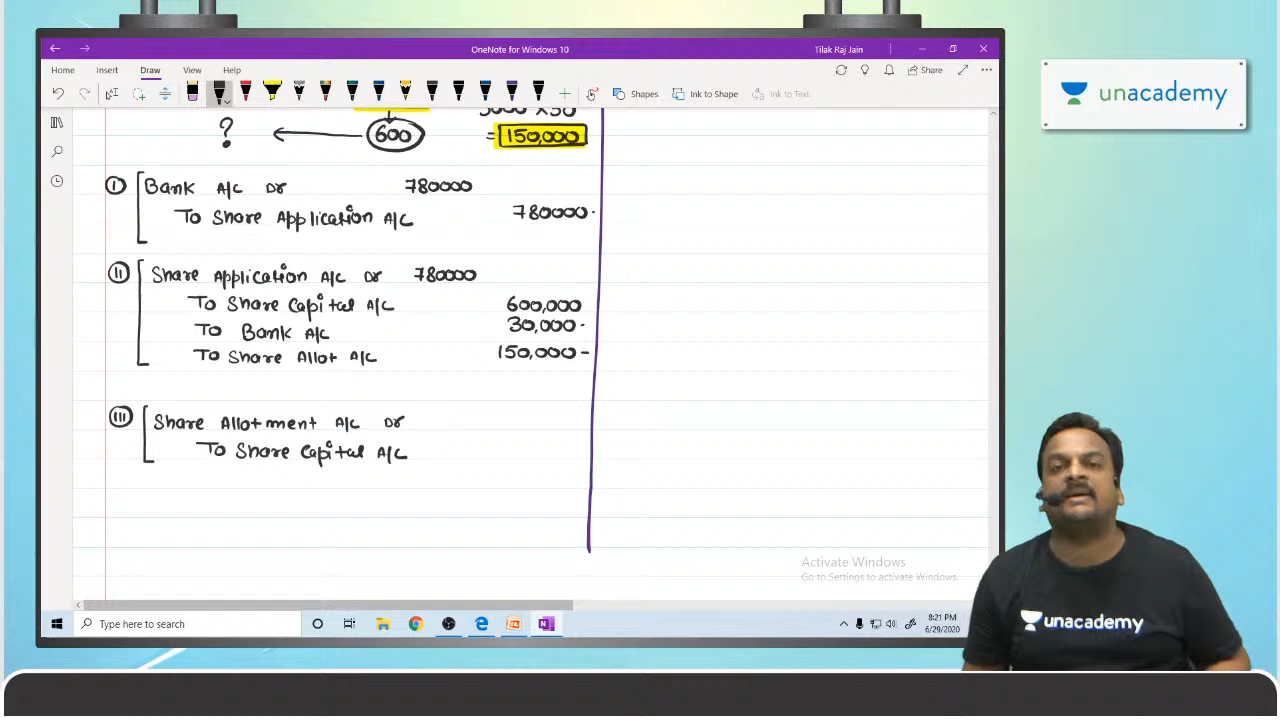 OneNote for Windows 10
Tilak Raj Jain
Home Insert Draw View Help
Share
Shapes
Ink to Shape
Ink to Text
unacademy
5000 x 30
?
600
= 150,000
I Bank A/c Dr 780000
To Share Application A/c 780000
II Share Application A/c Dr 780000
To Share Capital A/c 600,000
To Bank A/c 30,000
To Share Allot A/c 150,000
III Share Allotment A/c Dr
To Share Capital A/c
Activate Windows
Go to Settings to activate Windows.
Type here to search
8:21 PM
6/29/2020
unacademy